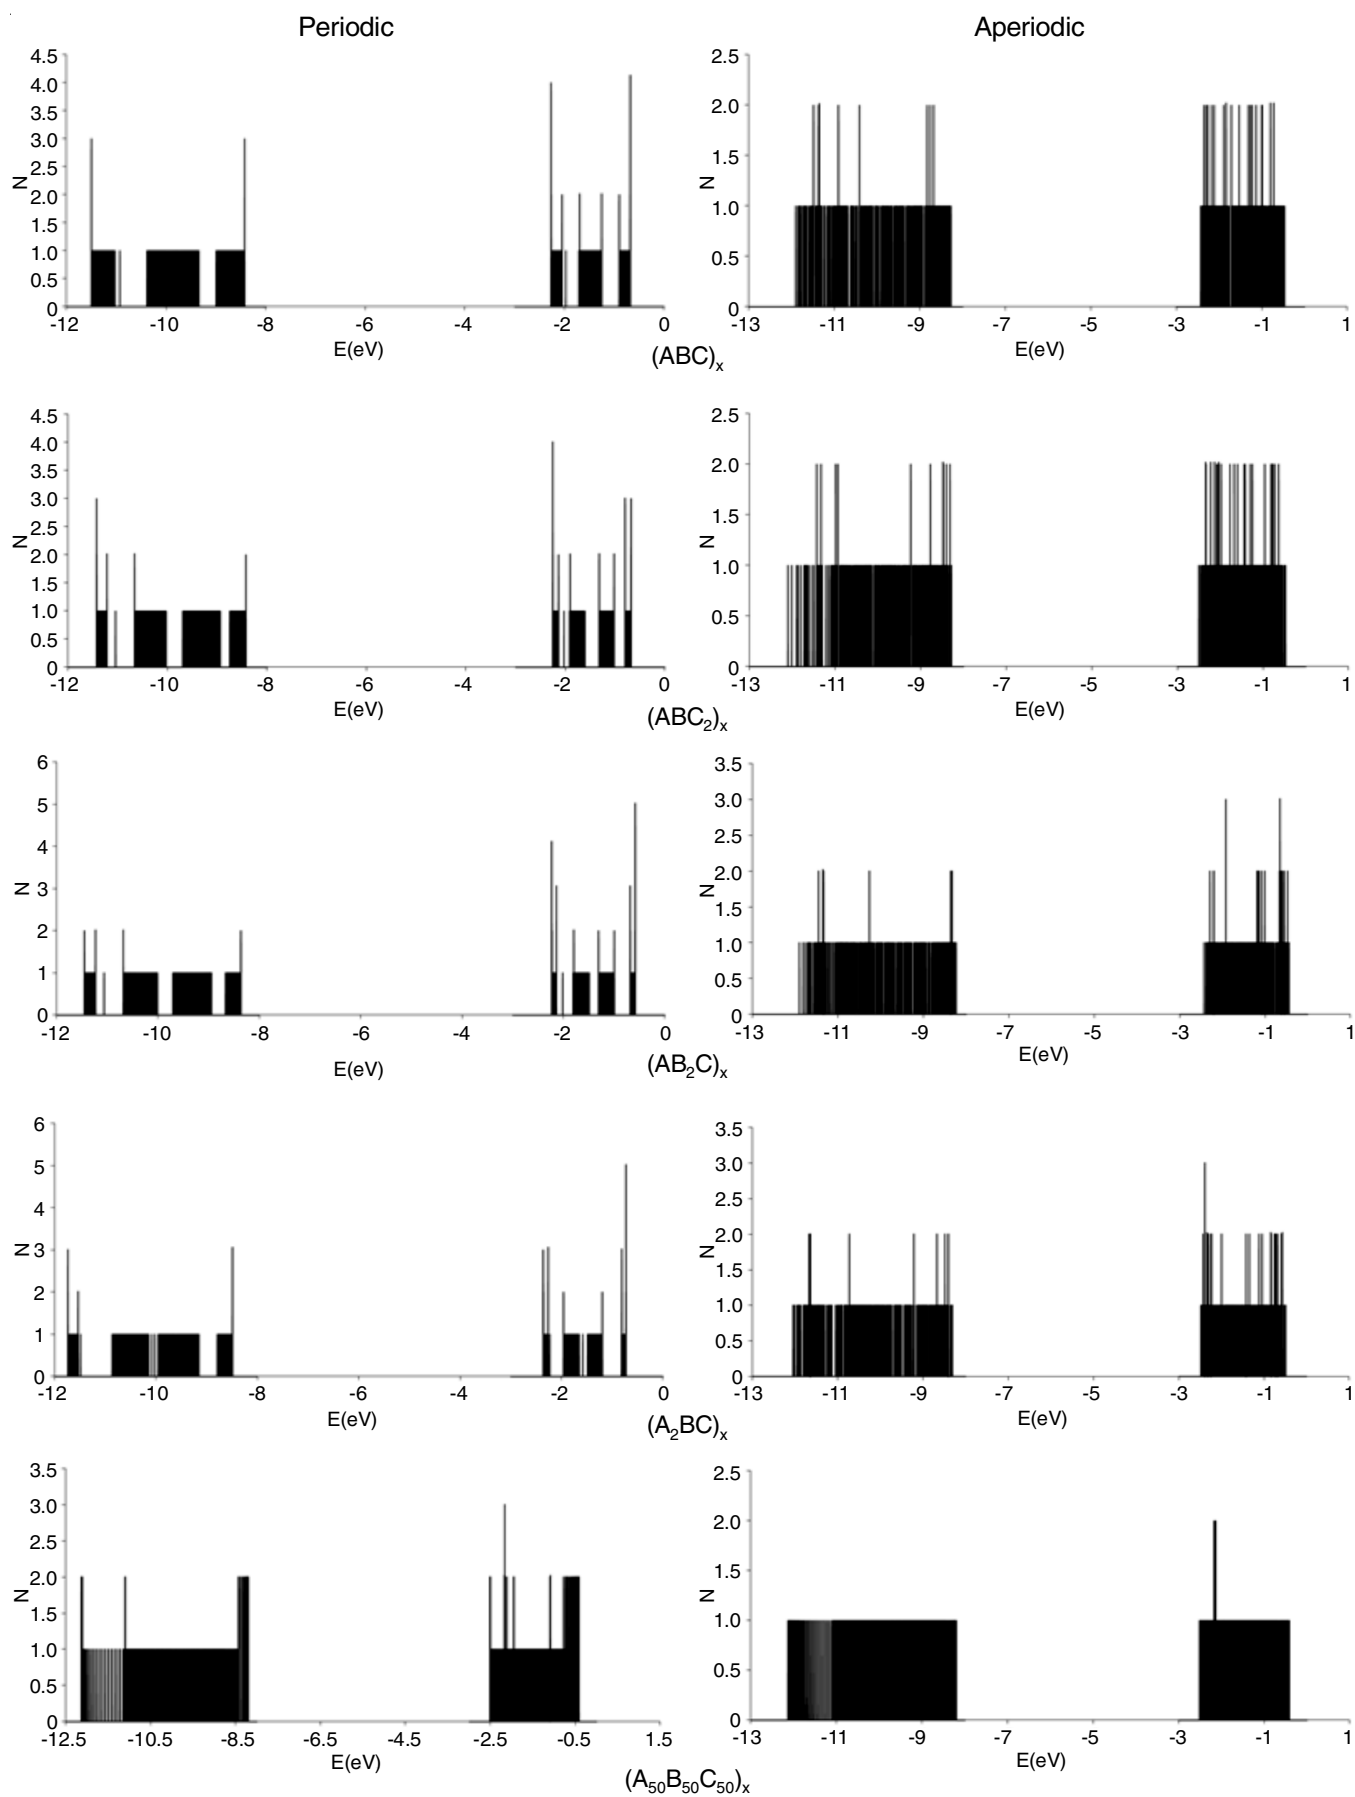 Periodic
Aperiodic
4.5
4.0
3.5
3.0
2.5
2.0
1.5
1.0
0.5
0
N
-12 -10 -8 -6 -4 -2 0
E(eV)
2.5
2.0
1.5
1.0
0.5
0
N
-13 -11 -9 -7 -5 -3 -1 1
E(eV)
(ABC)x
4.5
4.0
3.5
3.0
2.5
2.0
1.5
1.0
0.5
0
N
-12 -10 -8 -6 -4 -2 0
E(eV)
2.5
2.0
1.5
1.0
0.5
0
N
-13 -11 -9 -7 -5 -3 -1 1
E(eV)
(ABC2)x
6
5
4
3
2
1
0
N
-12 -10 -8 -6 -4 -2 0
E(eV)
3.5
3.0
2.5
2.0
1.5
1.0
0.5
0
N
-13 -11 -9 -7 -5 -3 -1 1
E(eV)
(AB2C)x
6
5
4
3
2
1
0
N
-12 -10 -8 -6 -4 -2 0
E(eV)
3.5
3.0
2.5
2.0
1.5
1.0
0.5
0
N
-13 -11 -9 -7 -5 -3 -1 1
E(eV)
(A2BC)x
3.5
3.0
2.5
2.0
1.5
1.0
0.5
0
N
-12.5 -10.5 -8.5 -6.5 -4.5 -2.5 -0.5 1.5
E(eV)
2.5
2.0
1.5
1.0
0.5
0
N
-13 -11 -9 -7 -5 -3 -1 1
E(eV)
(A50B50C50)x